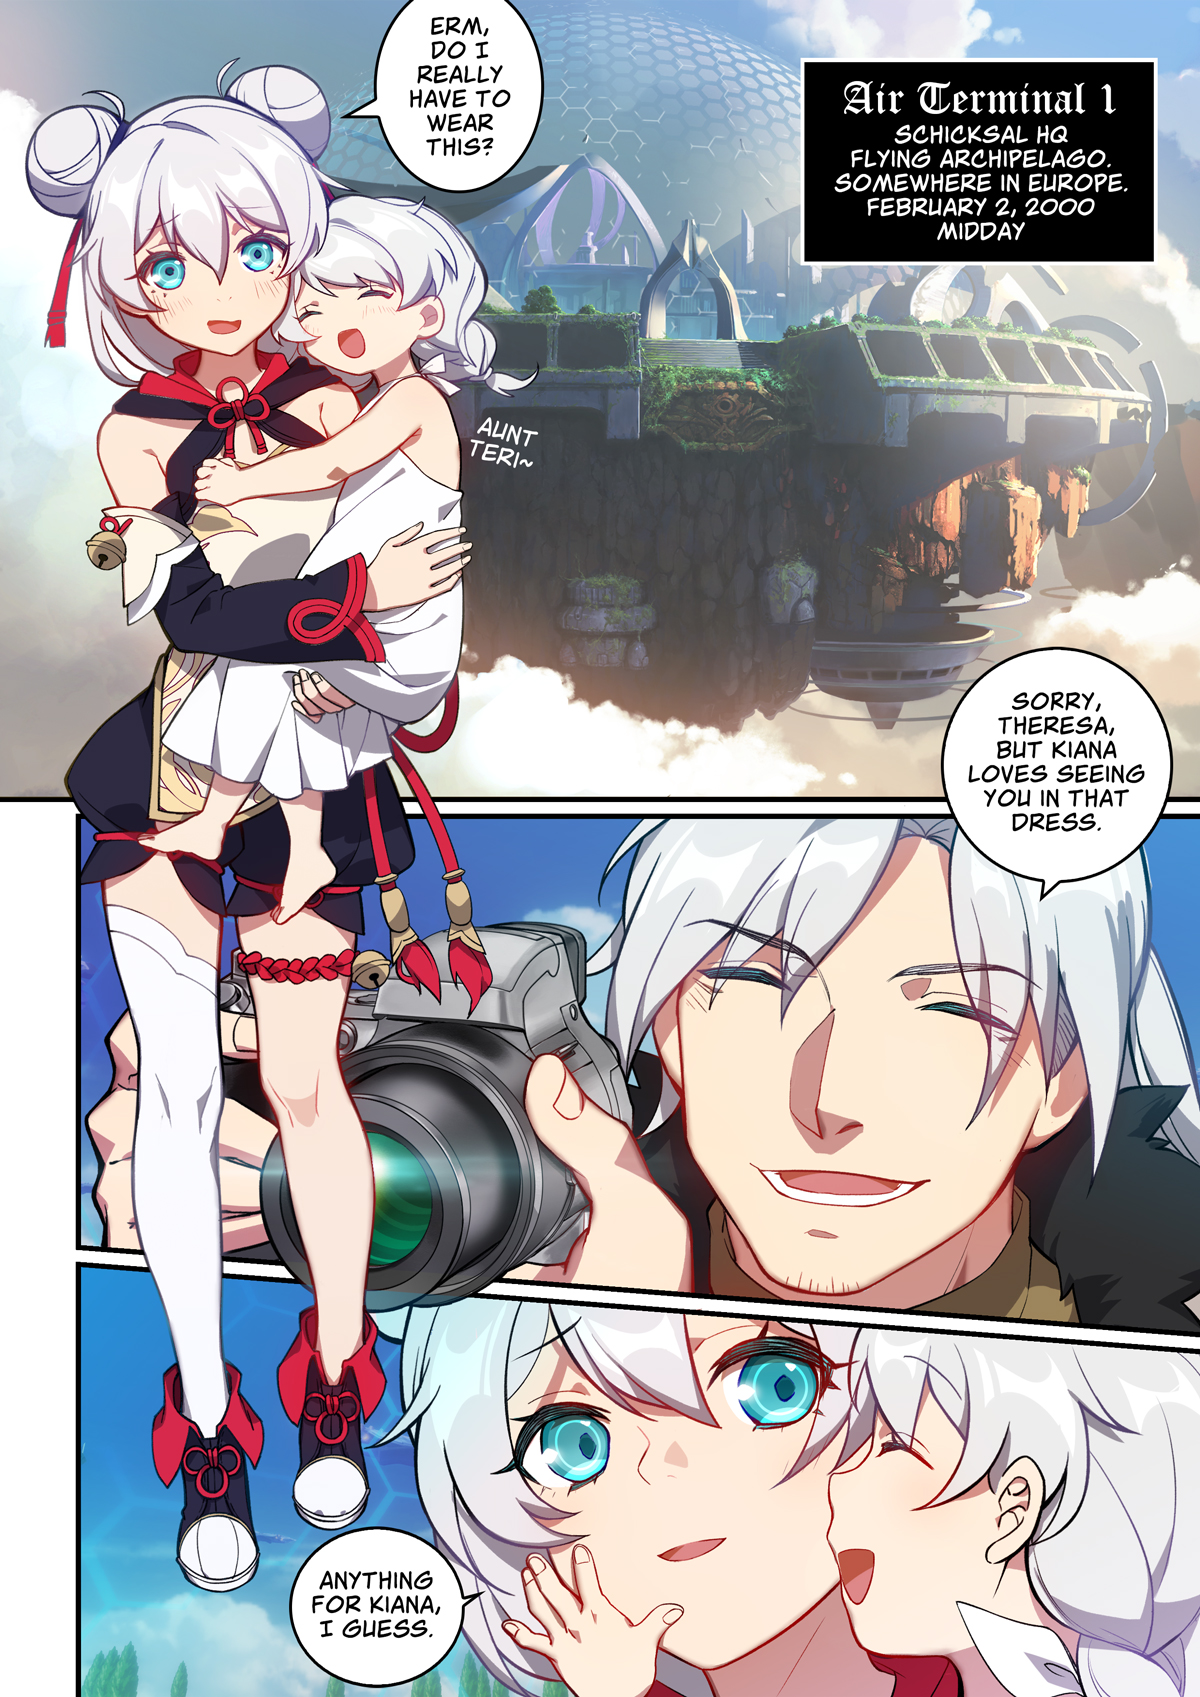 ERM,
DO I
REALLY
HAVE TO
WEAR
THIS?
Air Terminal 1
SCHICKSAL HQ
FLYING ARCHIPELAGO.
SOMEWHERE IN EUROPE.
FEBRUARY 2, 2000
MIDDAY
AUNT
TERI~
SORRY,
THERESA,
BUT KIANA
LOVES SEEING
YOU IN THAT
DRESS.
ANYTHING
FOR KIANA,
I GUESS.